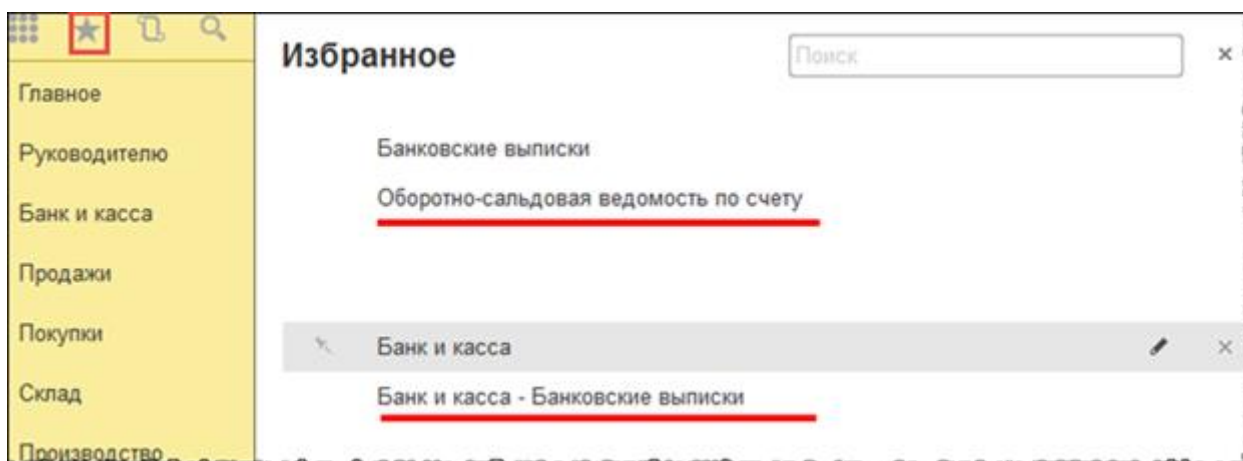 Избранное
Поиск
Главное
Руководителю
Банк и касса
Продажи
Покупки
Склад
Производство
Банковские выписки
Оборотно-сальдовая ведомость по счету
Банк и касса
Банк и касса - Банковские выписки